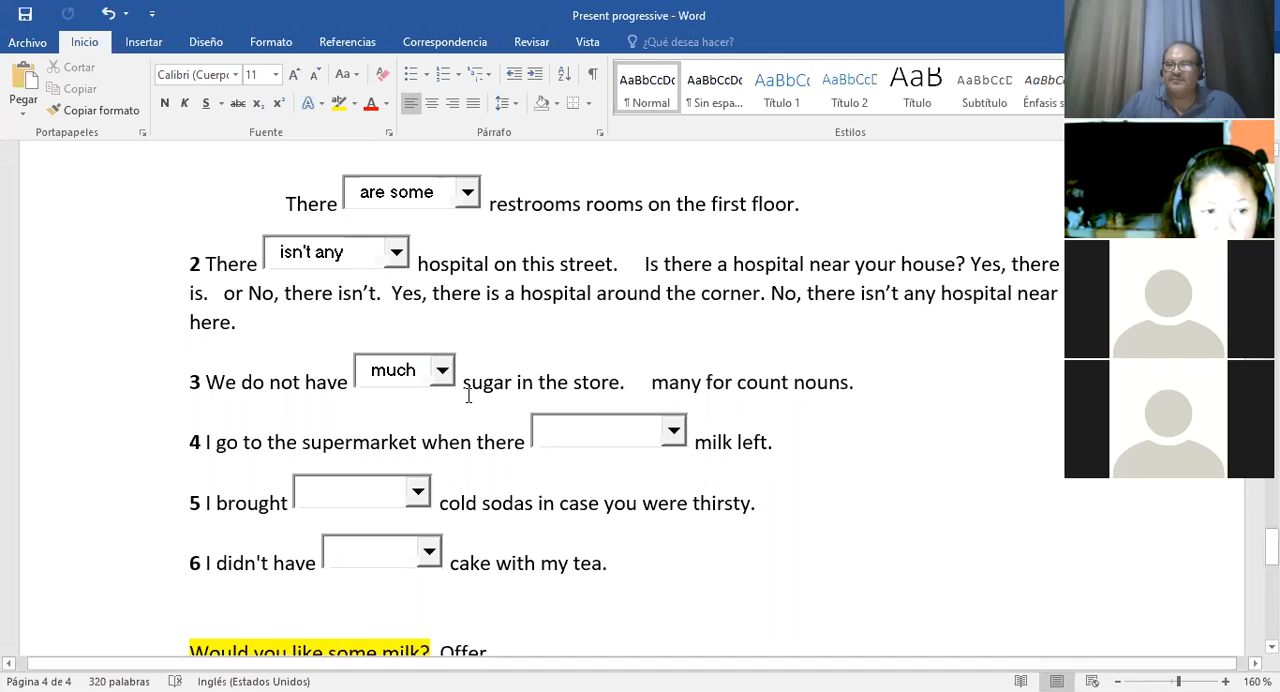 Present progressive - Word
Archivo Inicio Insertar Diseño Formato Referencias Correspondencia Revisar Vista ¿Qué desea hacer?
Pegar
Cortar
Copiar
Copiar formato
Portapapeles
Calibri (Cuerpo 11
Aa
N K S abc x₂ x² A A
Fuente
Párrafo
AaBbCcDc AaBbCcDc AaBbCc AaBbCcD AaB AaBbCcD AaBbCcD
¶ Normal ¶ Sin espa... Título 1 Título 2 Título Subtítulo Énfasis s
Estilos
There are some restrooms rooms on the first floor.
2 There isn't any hospital on this street. Is there a hospital near your house? Yes, there
is. or No, there isn’t. Yes, there is a hospital around the corner. No, there isn’t any hospital near
here.
3 We do not have much sugar in the store. many for count nouns.
4 I go to the supermarket when there milk left.
5 I brought cold sodas in case you were thirsty.
6 I didn't have cake with my tea.
Would you like some milk? Offer
Página 4 de 4 320 palabras Inglés (Estados Unidos) 160 %